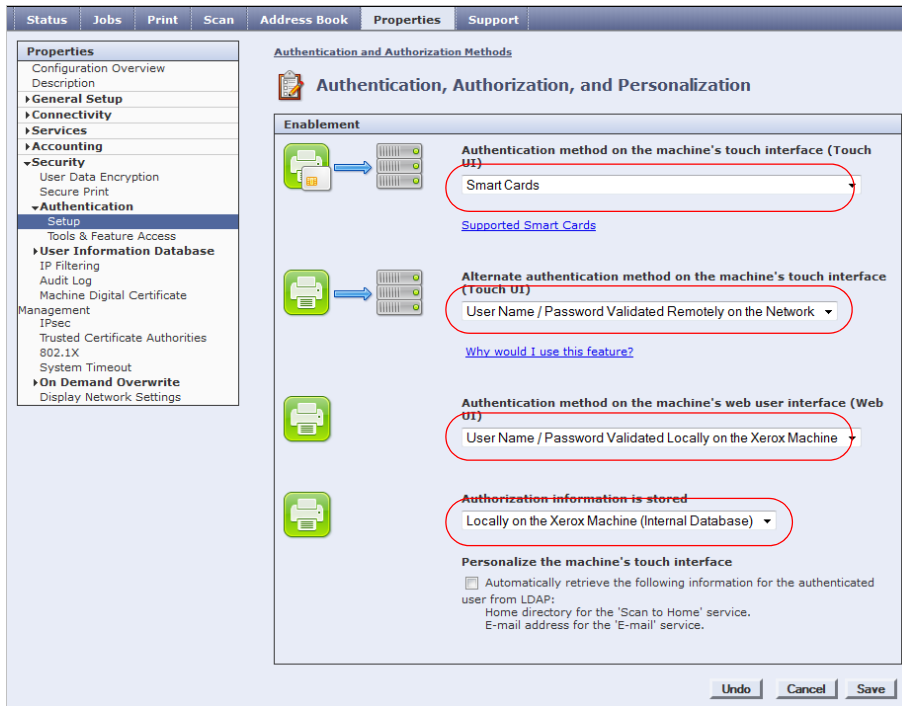 Status Jobs Print Scan Address Book Properties Support
Properties
Configuration Overview
Description
General Setup
Connectivity
Services
Accounting
Security
User Data Encryption
Secure Print
Authentication
Setup
Tools & Feature Access
User Information Database
IP Filtering
Audit Log
Machine Digital Certificate
Management
IPsec
Trusted Certificate Authorities
802.1X
System Timeout
On Demand Overwrite
Display Network Settings
Authentication and Authorization Methods
Authentication, Authorization, and Personalization
Enablement
Authentication method on the machine's touch interface (Touch
UI)
Smart Cards
Supported Smart Cards
Alternate authentication method on the machine's touch interface
(Touch UI)
User Name / Password Validated Remotely on the Network
Why would I use this feature?
Authentication method on the machine's web user interface (Web
UI)
User Name / Password Validated Locally on the Xerox Machine
Authorization information is stored
Locally on the Xerox Machine (Internal Database)
Personalize the machine's touch interface
Automatically retrieve the following information for the authenticated
user from LDAP:
Home directory for the 'Scan to Home' service.
E-mail address for the 'E-mail' service.
Undo Cancel Save